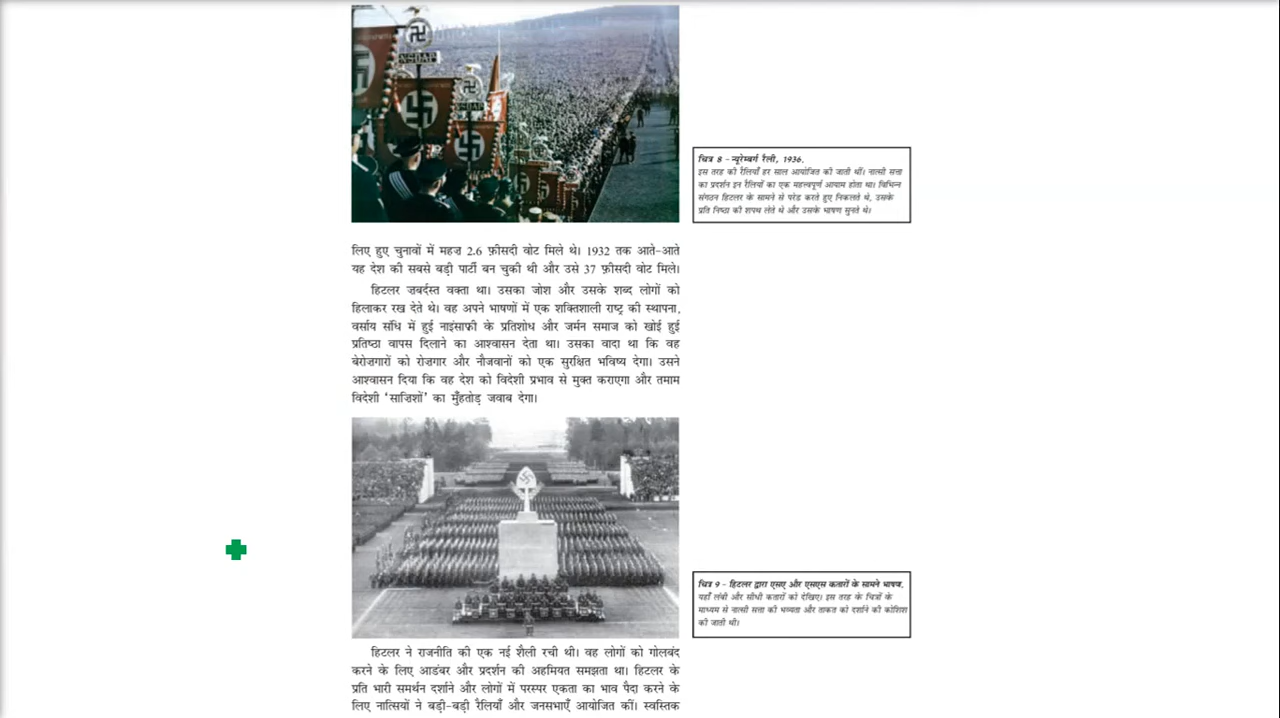 NSDAP
NSDAP
चित्र 8 – न्यूरेम्बर्ग रैली, 1936.
इस तरह की रैलियाँ हर साल आयोजित की जाती थीं। नात्सी सत्ता
का प्रदर्शन इन रैलियों का एक महत्त्वपूर्ण आयाम होता था। विभिन्न
संगठन हिटलर के सामने से परेड करते हुए निकलते थे, उसके
प्रति निष्ठा की शपथ लेते थे और उसके भाषण सुनते थे।
लिए हुए चुनावों में महज़ 2.6 फ़ीसदी वोट मिले थे। 1932 तक आते-आते
यह देश की सबसे बड़ी पार्टी बन चुकी थी और उसे 37 फ़ीसदी वोट मिले।
हिटलर ज़बर्दस्त वक्ता था। उसका जोश और उसके शब्द लोगों को
हिलाकर रख देते थे। वह अपने भाषणों में एक शक्तिशाली राष्ट्र की स्थापना,
वर्साय संधि में हुई नाइंसाफ़ी के प्रतिशोध और जर्मन समाज को खोई हुई
प्रतिष्ठा वापस दिलाने का आश्वासन देता था। उसका वादा था कि वह
बेरोज़गारों को रोज़गार और नौजवानों को एक सुरक्षित भविष्य देगा। उसने
आश्वासन दिया कि वह देश को विदेशी प्रभाव से मुक्त कराएगा और तमाम
विदेशी ‘साज़िशों’ का मुँहतोड़ जवाब देगा।
चित्र 9 – हिटलर द्वारा एसए और एसएस कतारों के सामने भाषण.
यहाँ लंबी और सीधी कतारों को देखिए। इस तरह के चित्रों के
माध्यम से नात्सी सत्ता की भव्यता और ताकत को दर्शाने की कोशिश
की जाती थी।
हिटलर ने राजनीति की एक नई शैली रची थी। वह लोगों को गोलबंद
करने के लिए आडंबर और प्रदर्शन की अहमियत समझता था। हिटलर के
प्रति भारी समर्थन दर्शाने और लोगों में परस्पर एकता का भाव पैदा करने के
लिए नात्सियों ने बड़ी-बड़ी रैलियाँ और जनसभाएँ आयोजित कीं। स्वस्तिक